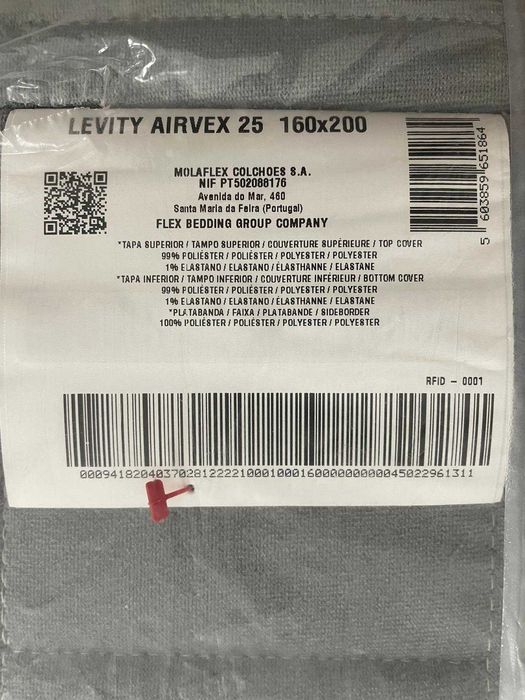 LEVITY AIRVEX 25 160x200
MOLAFLEX COLCHOES S.A.
NIF PT502088176
Avenida do Mar, 460
Santa Maria da Feira (Portugal)
FLEX BEDDING GROUP COMPANY
*TAPA SUPERIOR / TAMPO SUPERIOR / COUVERTURE SUPÉRIEURE / TOP COVER
99% POLIÉSTER / POLIÉSTER / POLYESTER / POLYESTER
1% ELASTANO / ELASTANO / ÉLASTHANNE / ELASTANE
*TAPA INFERIOR / TAMPO INFERIOR / COUVERTURE INFÉRIEUR / BOTTOM COVER
99% POLIÉSTER / POLIÉSTER / POLYESTER / POLYESTER
1% ELASTANO / ELASTANO / ÉLASTHANNE / ELASTANE
*PLATABANDA / FAIXA / PLATABANDE / SIDEBORDER
100% POLIÉSTER / POLIÉSTER / POLYESTER / POLYESTER
5 603859 651864
RFID - 0001
00094182040370281222210001000160000000000045022961311